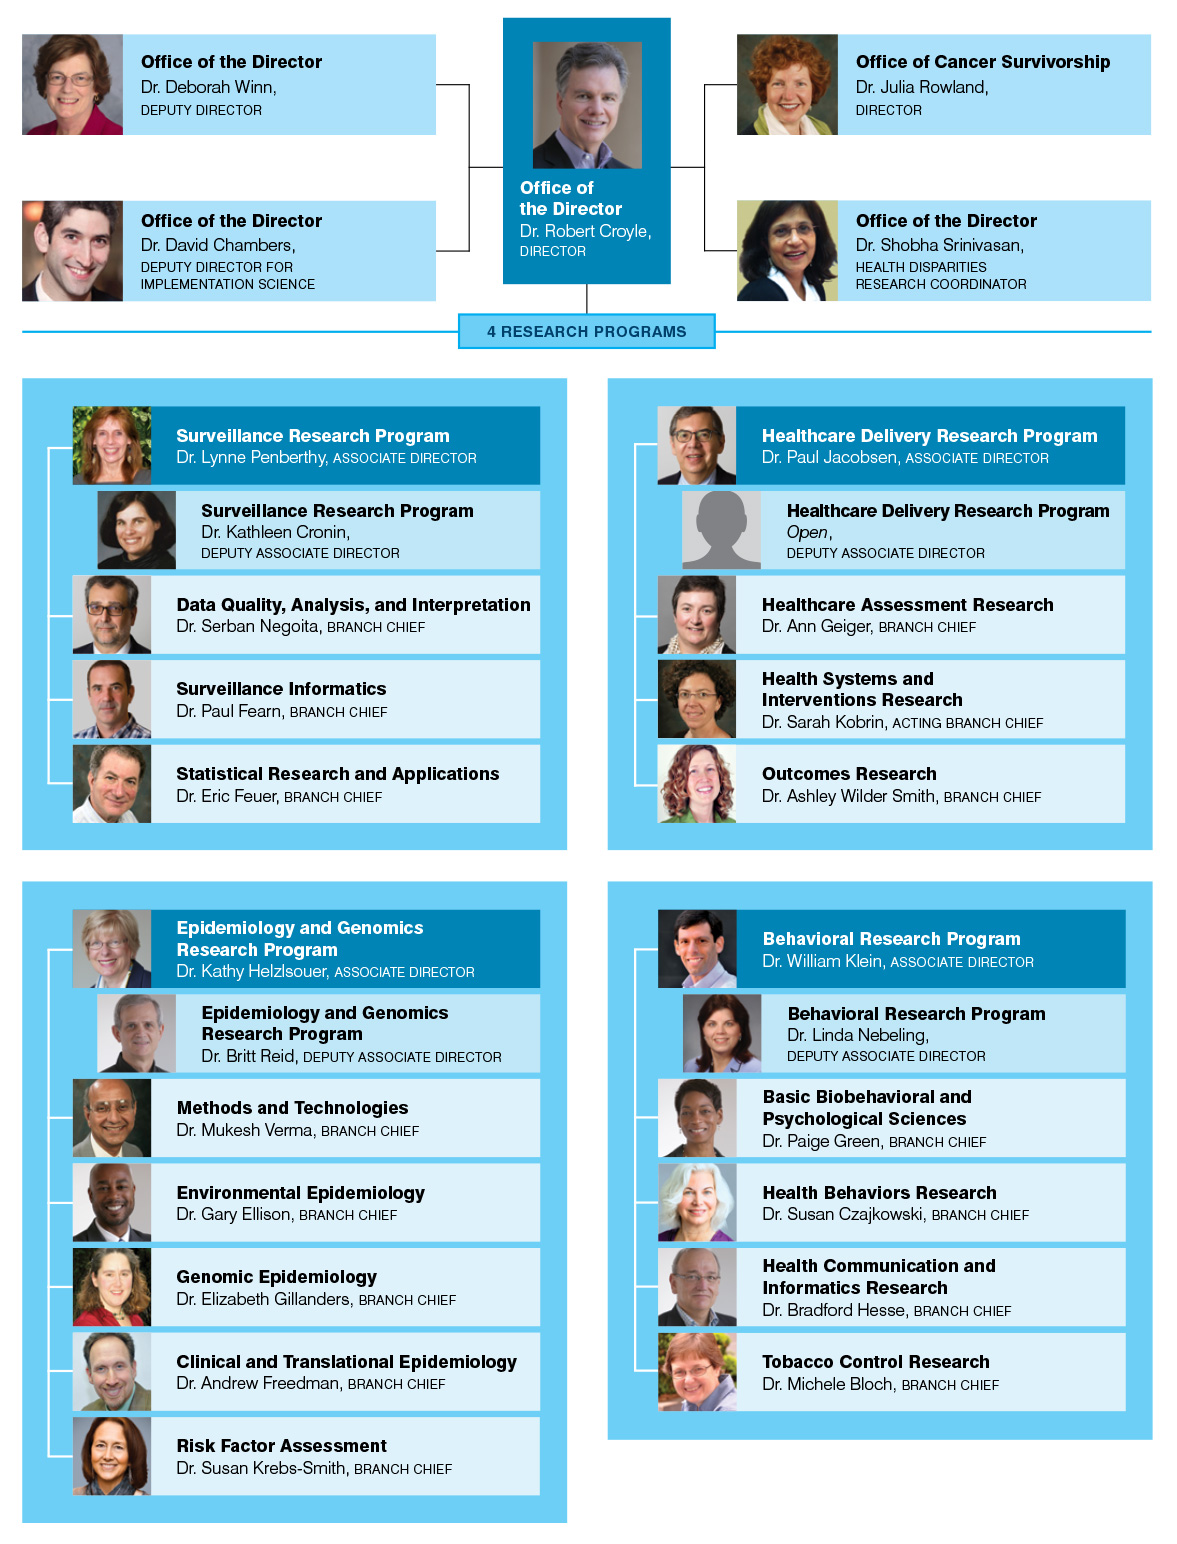 Office of the Director
Dr. Deborah Winn,
DEPUTY DIRECTOR
Office of the Director
Dr. David Chambers,
DEPUTY DIRECTOR FOR
IMPLEMENTATION SCIENCE
Office of
the Director
Dr. Robert Croyle,
DIRECTOR
Office of Cancer Survivorship
Dr. Julia Rowland,
DIRECTOR
Office of the Director
Dr. Shobha Srinivasan,
HEALTH DISPARITIES
RESEARCH COORDINATOR
4 RESEARCH PROGRAMS
Surveillance Research Program
Dr. Lynne Penberthy, ASSOCIATE DIRECTOR
Surveillance Research Program
Dr. Kathleen Cronin,
DEPUTY ASSOCIATE DIRECTOR
Data Quality, Analysis, and Interpretation
Dr. Serban Negoita, BRANCH CHIEF
Surveillance Informatics
Dr. Paul Fearn, BRANCH CHIEF
Statistical Research and Applications
Dr. Eric Feuer, BRANCH CHIEF
Healthcare Delivery Research Program
Dr. Paul Jacobsen, ASSOCIATE DIRECTOR
Healthcare Delivery Research Program
Open,
DEPUTY ASSOCIATE DIRECTOR
Healthcare Assessment Research
Dr. Ann Geiger, BRANCH CHIEF
Health Systems and
Interventions Research
Dr. Sarah Kobrin, ACTING BRANCH CHIEF
Outcomes Research
Dr. Ashley Wilder Smith, BRANCH CHIEF
Epidemiology and Genomics
Research Program
Dr. Kathy Helzlsouer, ASSOCIATE DIRECTOR
Epidemiology and Genomics
Research Program
Dr. Britt Reid, DEPUTY ASSOCIATE DIRECTOR
Methods and Technologies
Dr. Mukesh Verma, BRANCH CHIEF
Environmental Epidemiology
Dr. Gary Ellison, BRANCH CHIEF
Genomic Epidemiology
Dr. Elizabeth Gillanders, BRANCH CHIEF
Clinical and Translational Epidemiology
Dr. Andrew Freedman, BRANCH CHIEF
Risk Factor Assessment
Dr. Susan Krebs-Smith, BRANCH CHIEF
Behavioral Research Program
Dr. William Klein, ASSOCIATE DIRECTOR
Behavioral Research Program
Dr. Linda Nebeling,
DEPUTY ASSOCIATE DIRECTOR
Basic Biobehavioral and
Psychological Sciences
Dr. Paige Green, BRANCH CHIEF
Health Behaviors Research
Dr. Susan Czajkowski, BRANCH CHIEF
Health Communication and
Informatics Research
Dr. Bradford Hesse, BRANCH CHIEF
Tobacco Control Research
Dr. Michele Bloch, BRANCH CHIEF